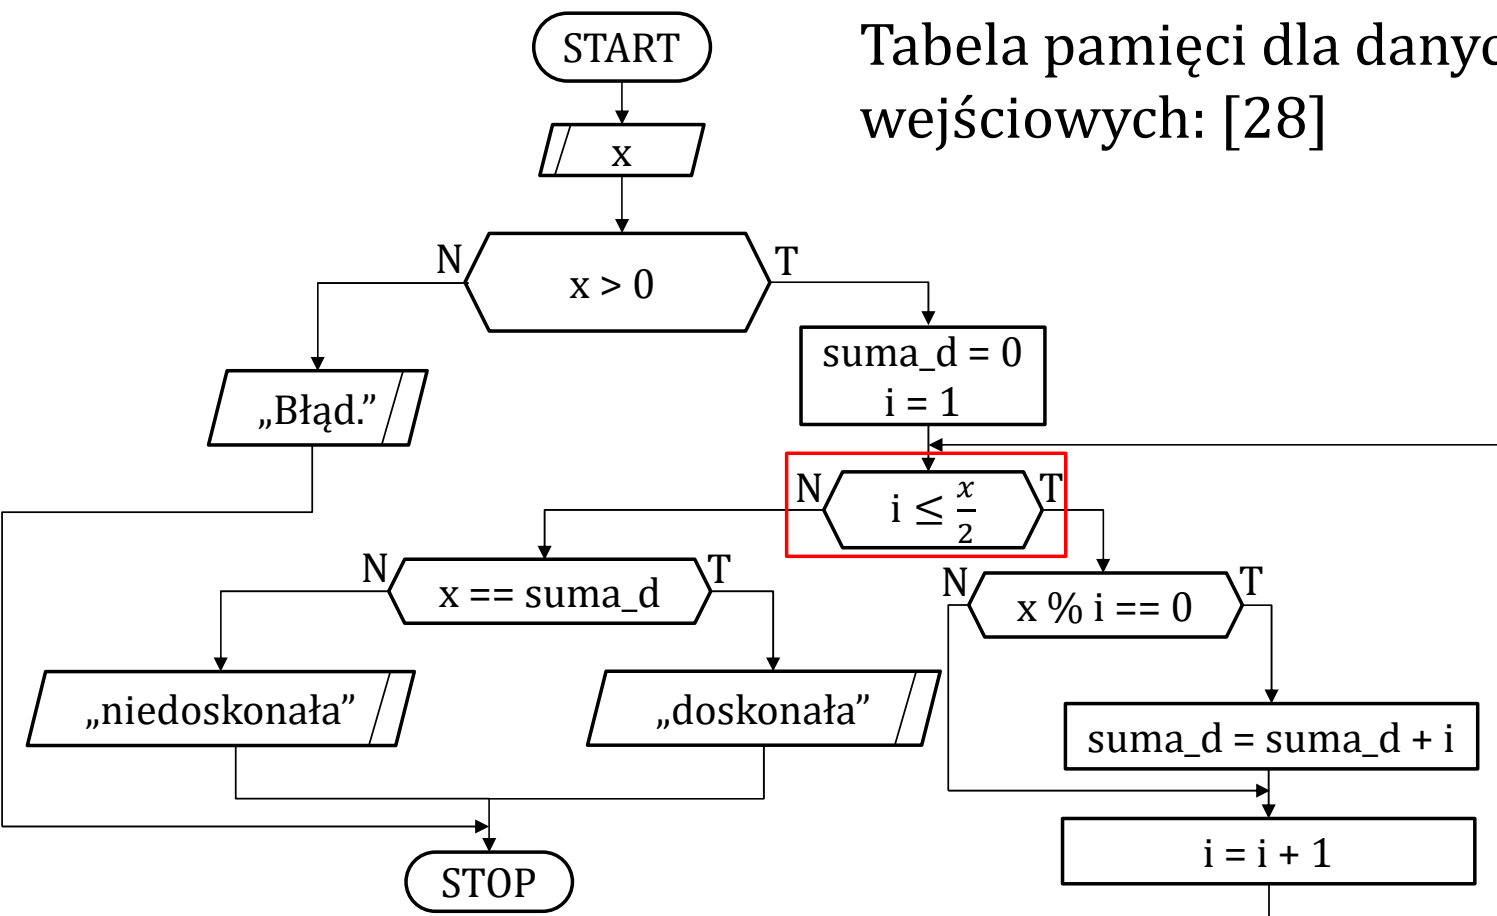 START
Tabela pamięci dla danyc
wejściowych: [28]
x
N
T
x > 0
suma_d = 0
i = 1
„Błąd.”
N
T
i ≤ x/2
N
T
x == suma_d
N
T
x % i == 0
„niedoskonała”
„doskonała”
suma_d = suma_d + i
i = i + 1
STOP